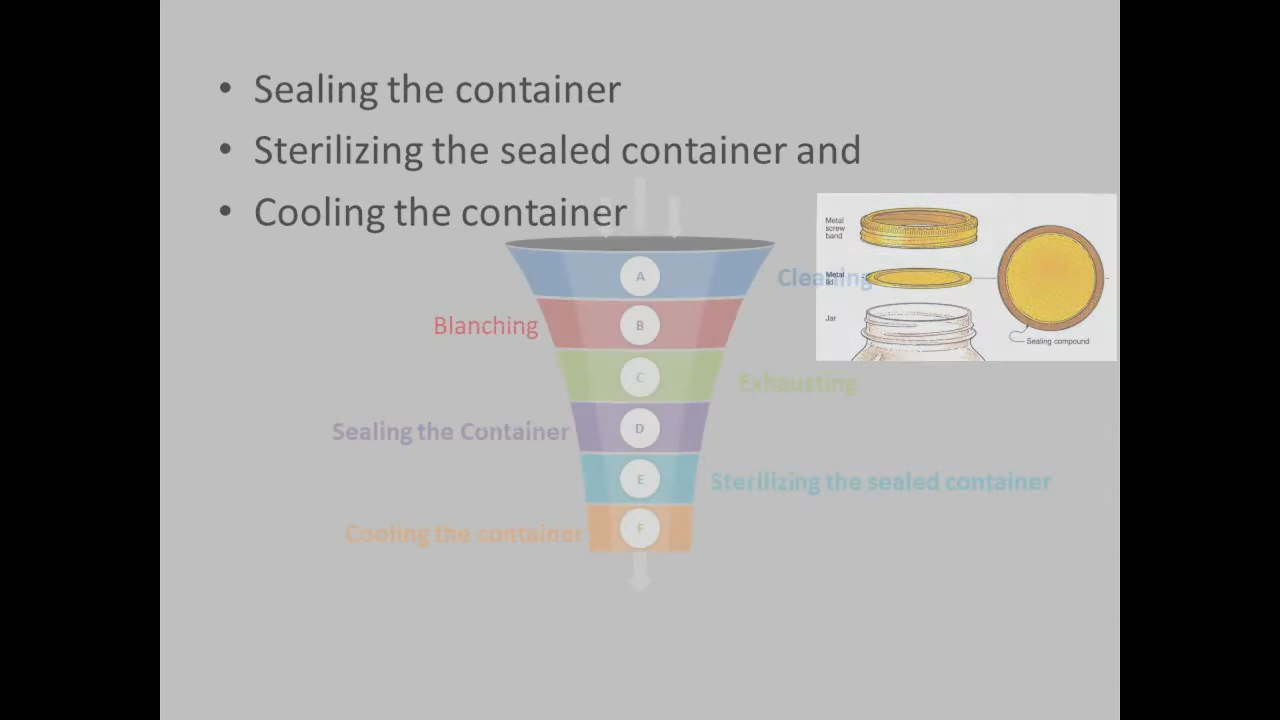 • Sealing the container
• Sterilizing the sealed container and
• Cooling the container
Metal
screw
band
Metal
lid
Jar
Sealing compound
A
Cleaning
Blanching
B
C
Exhausting
Sealing the Container
D
E
Sterilizing the sealed container
Cooling the container
F